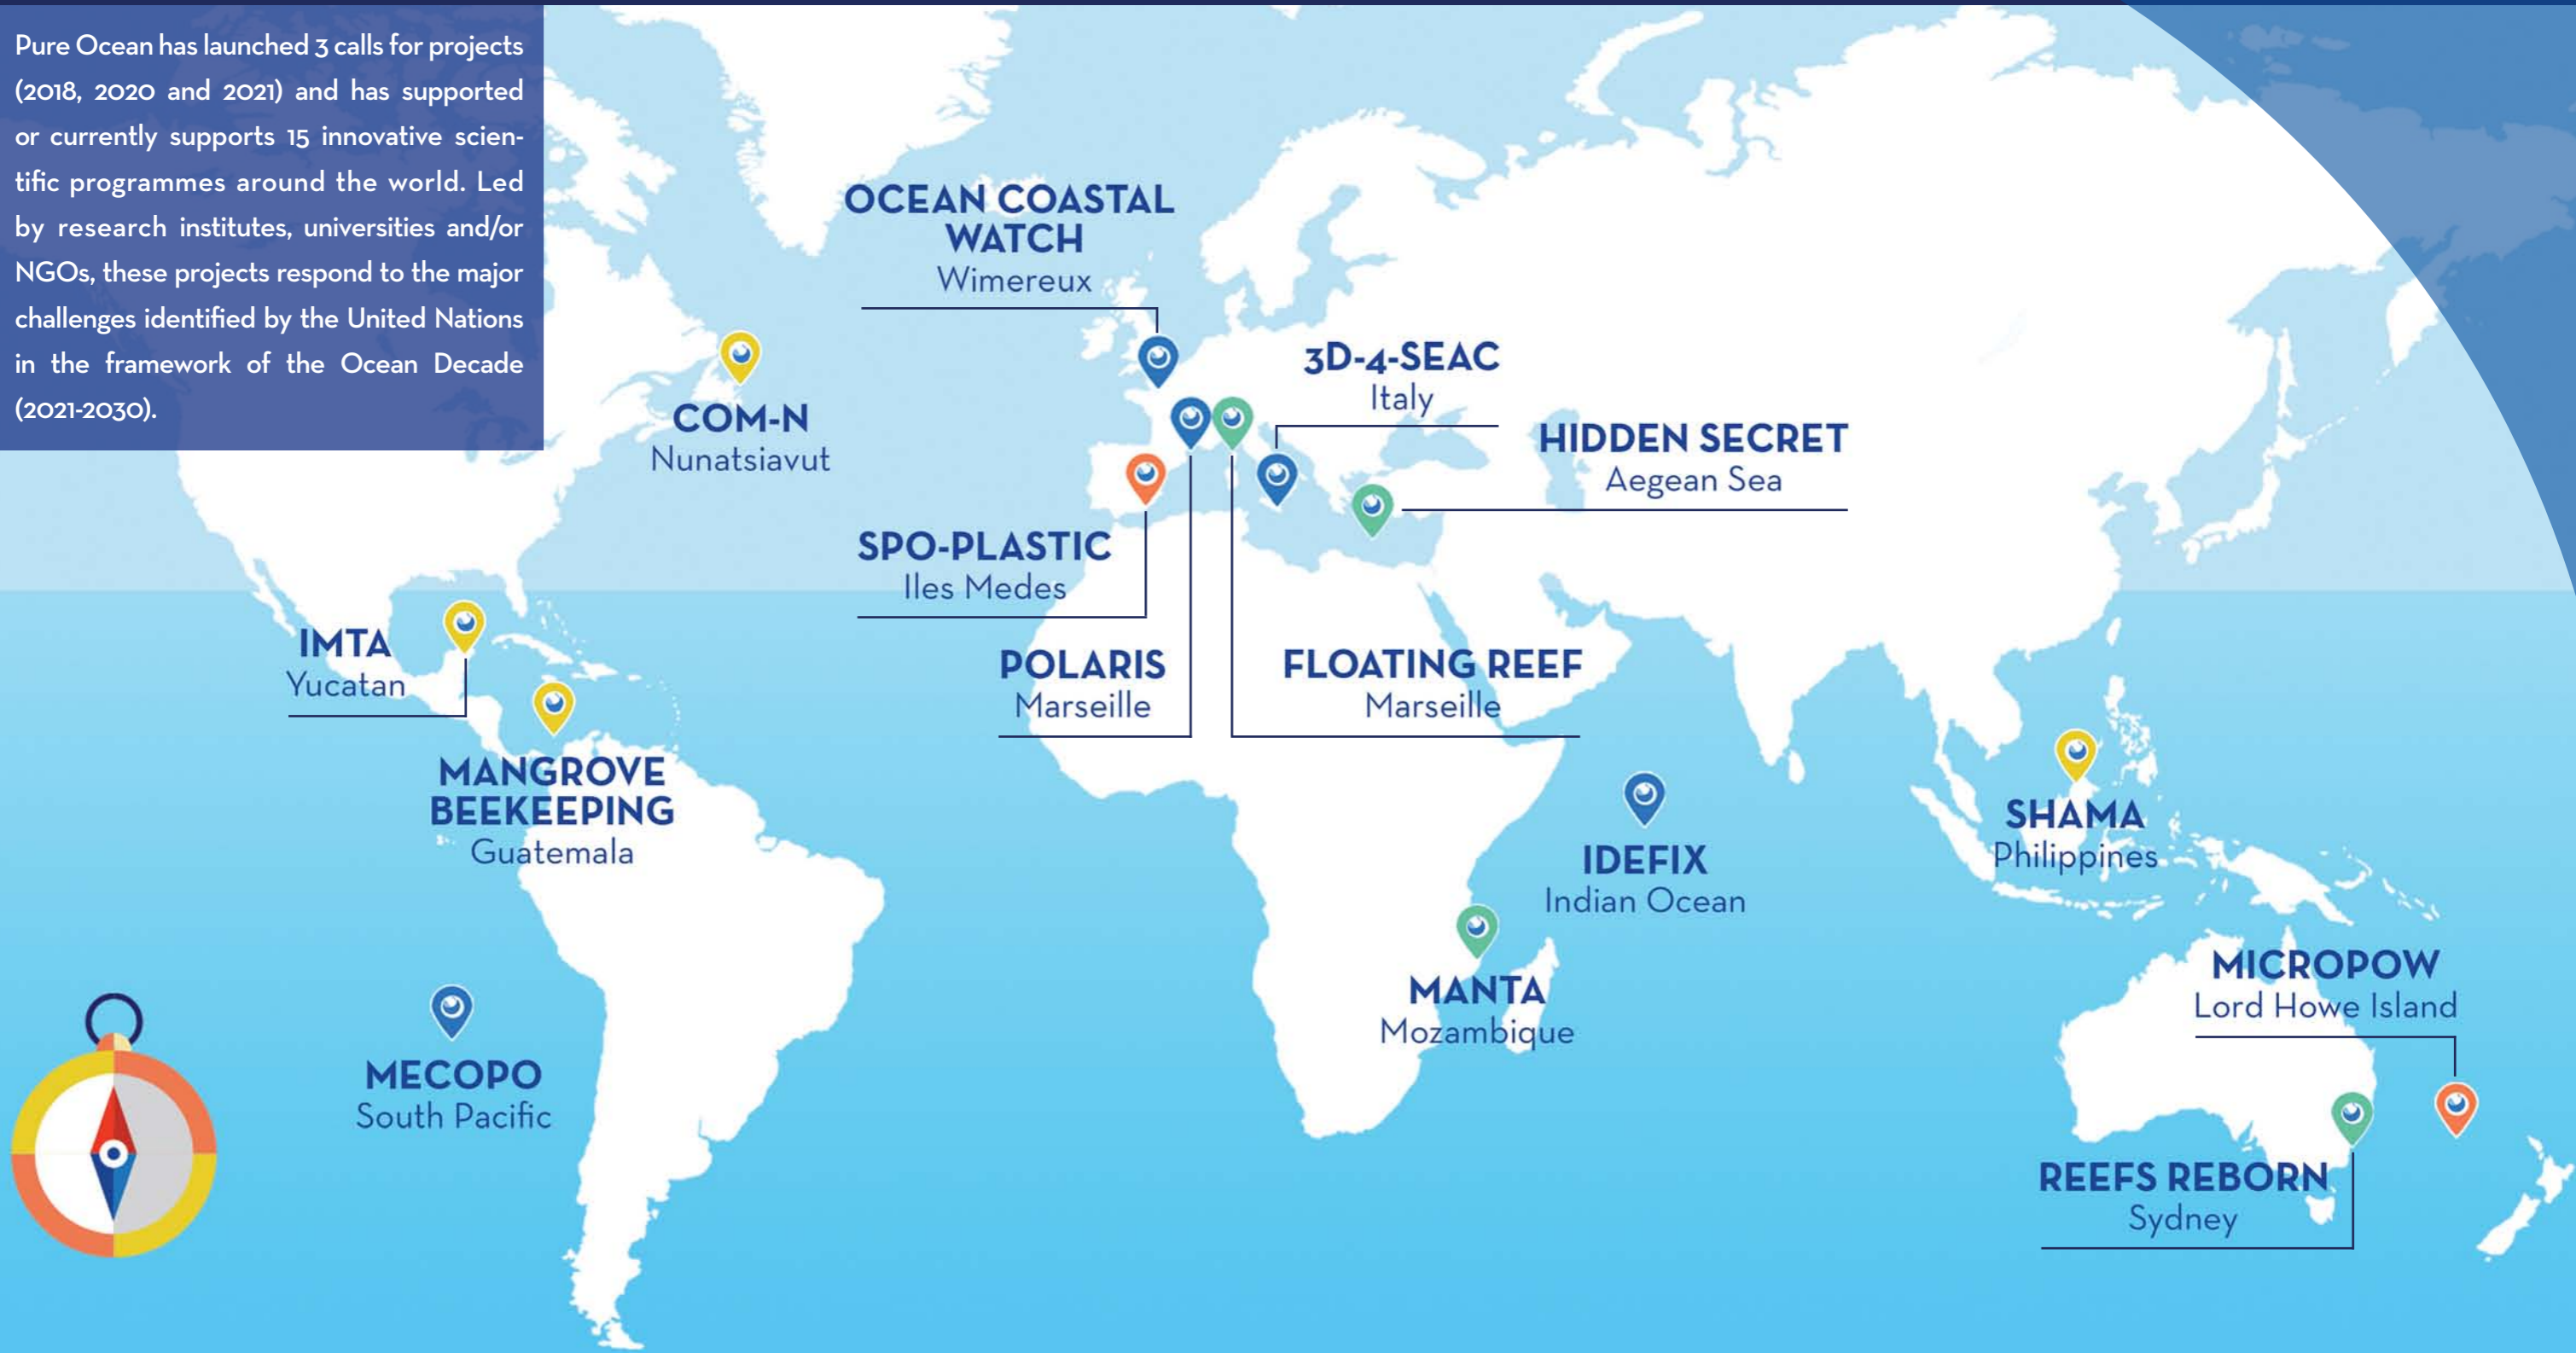 Pure Ocean has launched 3 calls for projects
(2018, 2020 and 2021) and has supported
or currently supports 15 innovative scien-
tific programmes around the world. Led
by research institutes, universities and/or
NGOs, these projects respond to the major
challenges identified by the United Nations
in the framework of the Ocean Decade
(2021-2030).
OCEAN COASTAL
WATCH
Wimereux
3D-4-SEAC
Italy
COM-N
Nunatsiavut
HIDDEN SECRET
Aegean Sea
SPO-PLASTIC
Iles Medes
IMTA
Yucatan
POLARIS
Marseille
FLOATING REEF
Marseille
MANGROVE
BEEKEEPING
Guatemala
SHAMA
Philippines
IDEFIX
Indian Ocean
MANTA
Mozambique
MICROPOW
Lord Howe Island
MECOPO
South Pacific
REEFS REBORN
Sydney